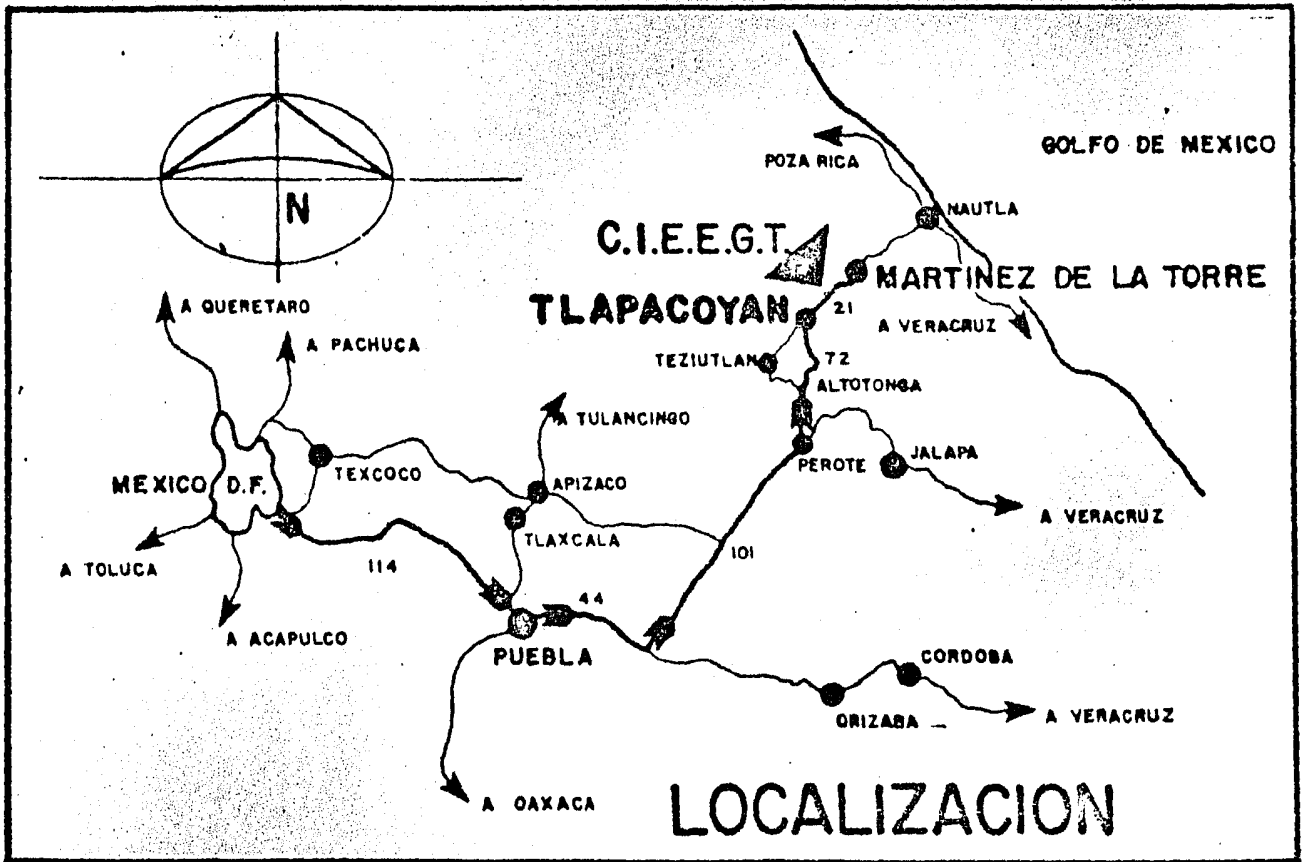 N
GOLFO DE MEXICO
POZA RICA
NAUTLA
C.I.E.E.G.T.
MARTINEZ DE LA TORRE
TLAPACOYAN
21
A VERACRUZ
A QUERETARO
A PACHUCA
TEZIUTLAN
72
ALTOTONGA
A TULANCINGO
TEXCOCO
MEXICO D.F.
APIZACO
PEROTE
JALAPA
TLAXCALA
A VERACRUZ
A TOLUCA
114
101
44
A ACAPULCO
PUEBLA
CORDOBA
ORIZABA
A VERACRUZ
A OAXACA
LOCALIZACION